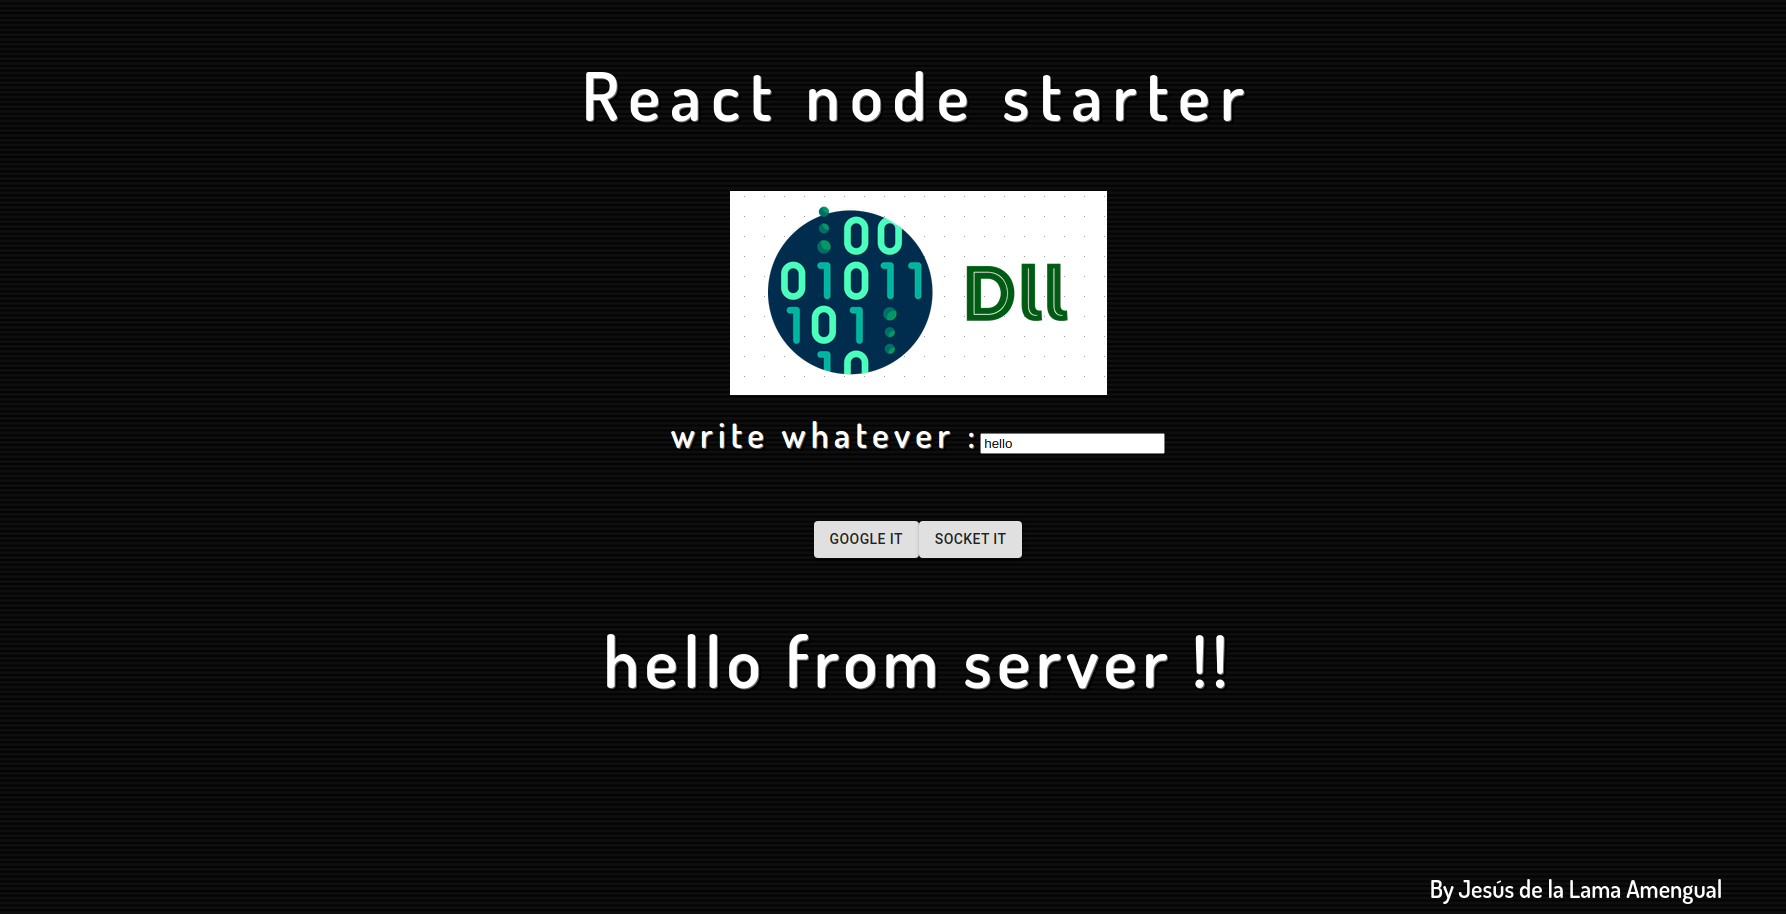 React node starter
00
01011
101
10
Dll
write whatever : hello
GOOGLE IT SOCKET IT
hello from server !!
By Jesús de la Lama Amengual